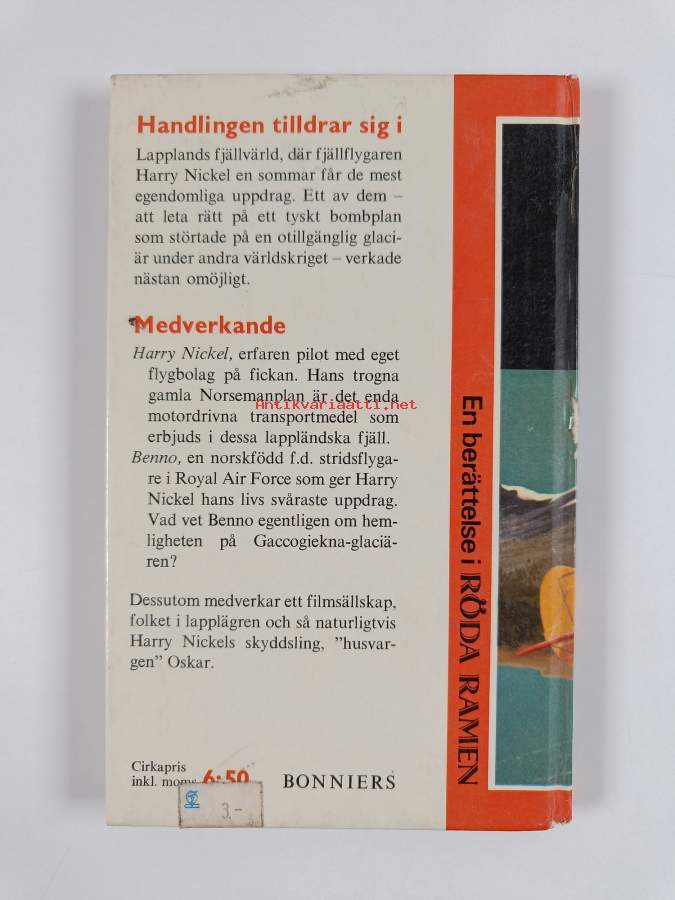 Handlingen tilldrar sig i
Lapplands fjällvärld, där fjällflygaren
Harry Nickel en sommar får de mest
egendomliga uppdrag. Ett av dem –
att leta rätt på ett tyskt bombplan
som störtade på en otillgänglig glaci-
är under andra världskriget – verkade
nästan omöjligt.
Medverkande
Harry Nickel, erfaren pilot med eget
flygbolag på fickan. Hans trogna
gamla Norsemanplan är det enda
motordrivna transportmedel som
erbjuds i dessa lappländska fjäll.
Benno, en norskfödd f.d. stridsflyga-
re i Royal Air Force som ger Harry
Nickel hans livs svåraste uppdrag.
Vad vet Benno egentligen om hem-
ligheten på Gaccogiekna-glaciä-
ren?
Dessutom medverkar ett filmsällskap,
folket i lapplägren och så naturligtvis
Harry Nickels skyddsling, ”husvar-
gen” Oskar.
Cirkapris
inkl. moms 6:50
BONNIERS
3.-
En berättelse i RÖDA RAMEN
Antikvariaatti.net